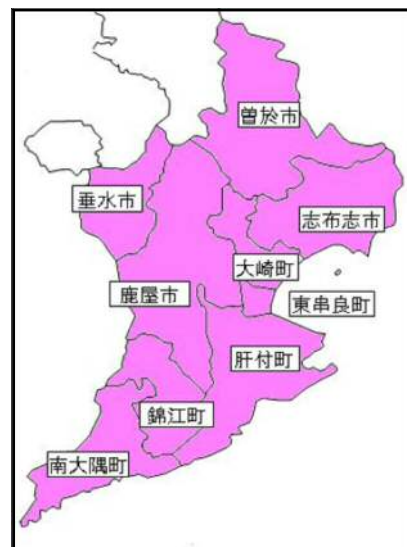 曽於市
垂水市
志布志市
大崎町
鹿屋市
東串良町
肝付町
錦江町
南大隅町